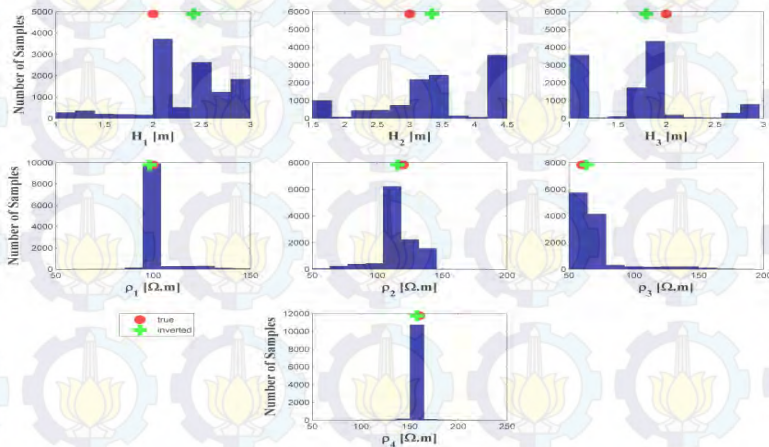 5000
4000
3000
2000
1000
0
Number of Samples
1 1.5 2 2.5 3
H1 [m]
6000
5000
4000
3000
2000
1000
0
1.5 2 2.5 3 3.5 4 4.5
H2 [m]
6000
5000
4000
3000
2000
1000
0
1 1.5 2 2.5 3
H3 [m]
10000
8000
6000
4000
2000
0
Number of Samples
50 100 150
ρ1 [Ω.m]
8000
6000
4000
2000
0
50 100 150 200
ρ2 [Ω.m]
8000
6000
4000
2000
0
50 100 150 200
ρ3 [Ω.m]
true
inverted
12000
10000
8000
6000
4000
2000
0
Number of Samples
50 100 150 200 250
ρ4 [Ω.m]